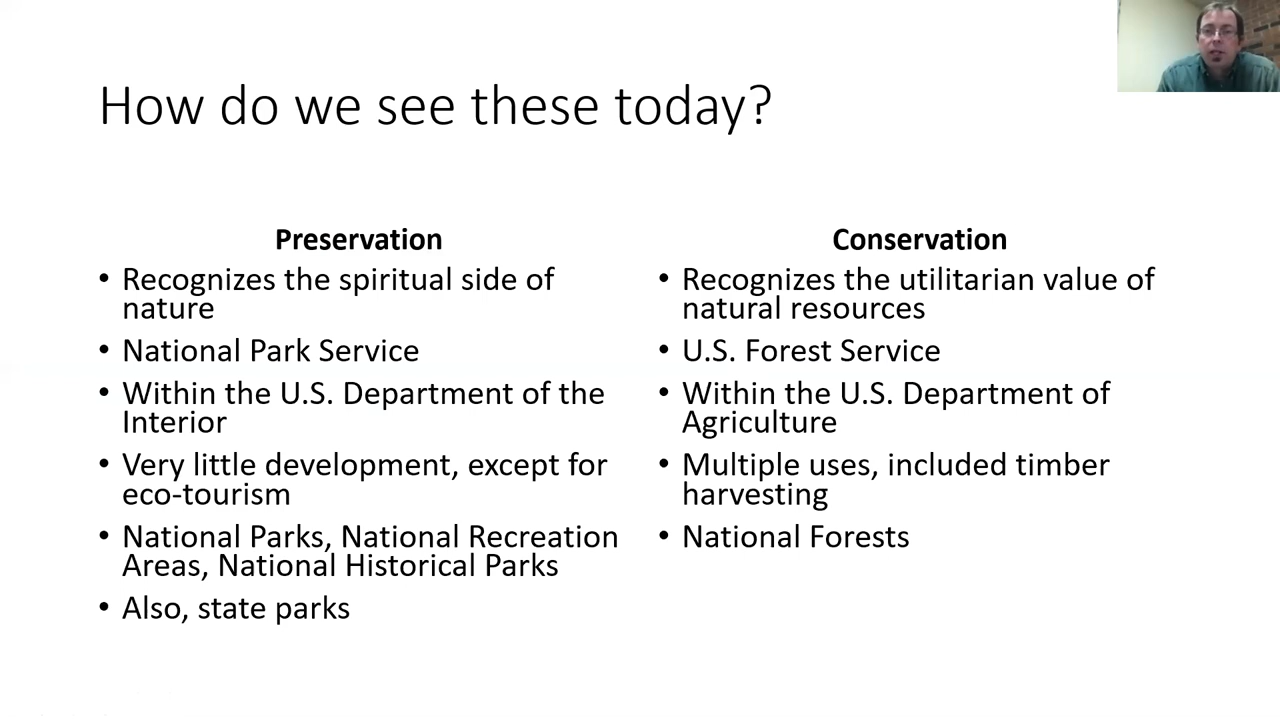 How do we see these today?
Preservation
• Recognizes the spiritual side of
nature
• National Park Service
• Within the U.S. Department of the
Interior
• Very little development, except for
eco-tourism
• National Parks, National Recreation
Areas, National Historical Parks
• Also, state parks
Conservation
• Recognizes the utilitarian value of
natural resources
• U.S. Forest Service
• Within the U.S. Department of
Agriculture
• Multiple uses, included timber
harvesting
• National Forests